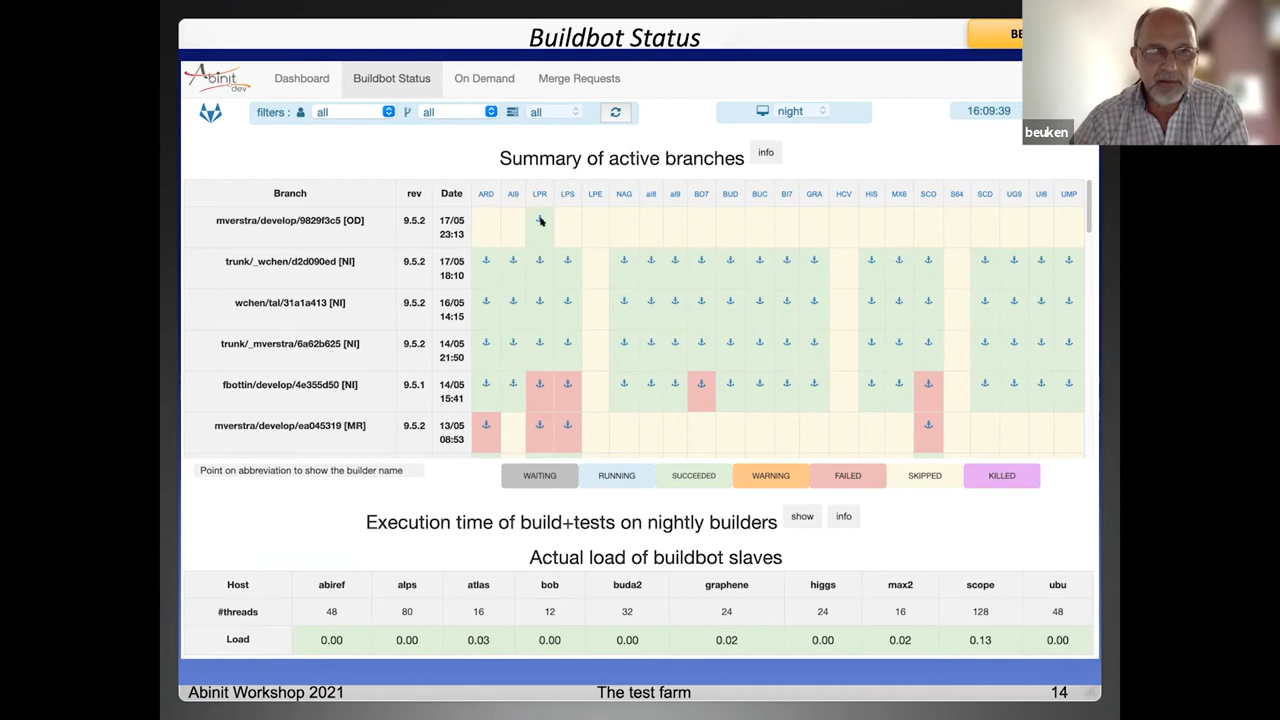 Buildbot Status
BE
Abinit dev
Dashboard Buildbot Status On Demand Merge Requests
filters : all all all night 16:09:39
beuken
Summary of active branches info
Branch rev Date ARD AI9 LPR LPS LPE NAG al8 al9 BO7 BUD BUC BI7 GRA HCV HIS MX6 SCO S64 SCD UG9 UI6 UMP
mverstra/develop/9829f3c5 [OD] 9.5.2 17/05
23:13
trunk/_wchen/d2d090ed [NI] 9.5.2 17/05
18:10
wchen/tal/31a1a413 [NI] 9.5.2 16/05
14:15
trunk/_mverstra/6a62b625 [NI] 9.5.2 14/05
21:50
fbottin/develop/4e355d50 [NI] 9.5.1 14/05
15:41
mverstra/develop/ea045319 [MR] 9.5.2 13/05
08:53
Point on abbreviation to show the builder name WAITING RUNNING SUCCEEDED WARNING FAILED SKIPPED KILLED
Execution time of build+tests on nightly builders show info
Actual load of buildbot slaves
Host abiref alps atlas bob buda2 graphene higgs max2 scope ubu
#threads 48 80 16 12 32 24 24 16 128 48
Load 0.00 0.00 0.03 0.00 0.00 0.02 0.00 0.02 0.13 0.00
Abinit Workshop 2021 The test farm 14